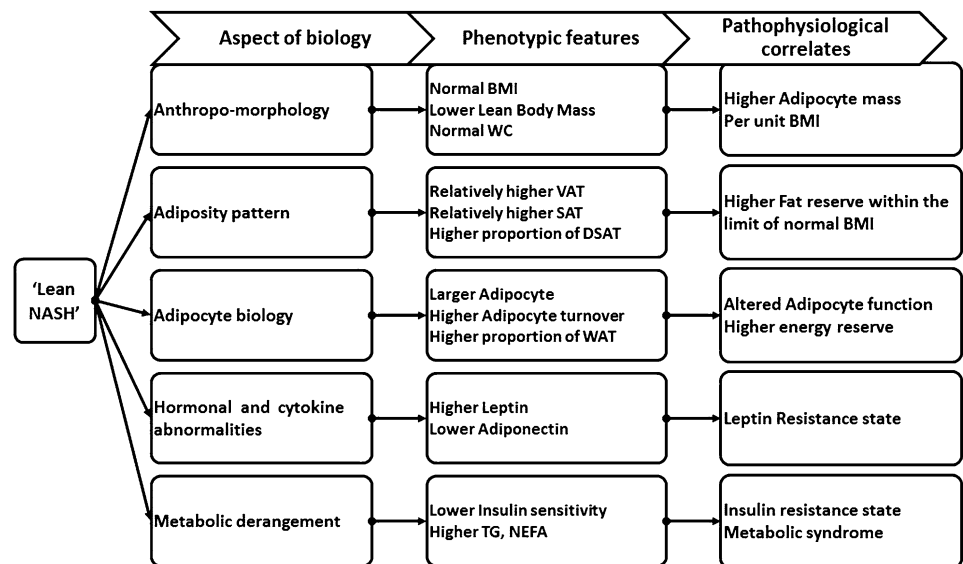 Aspect of biology
Phenotypic features
Pathophysiological
correlates
‘Lean
NASH’
Anthropo-morphology
Normal BMI
Lower Lean Body Mass
Normal WC
Higher Adipocyte mass
Per unit BMI
Adiposity pattern
Relatively higher VAT
Relatively higher SAT
Higher proportion of DSAT
Higher Fat reserve within the
limit of normal BMI
Adipocyte biology
Larger Adipocyte
Higher Adipocyte turnover
Higher proportion of WAT
Altered Adipocyte function
Higher energy reserve
Hormonal and cytokine
abnormalities
Higher Leptin
Lower Adiponectin
Leptin Resistance state
Metabolic derangement
Lower Insulin sensitivity
Higher TG, NEFA
Insulin resistance state
Metabolic syndrome